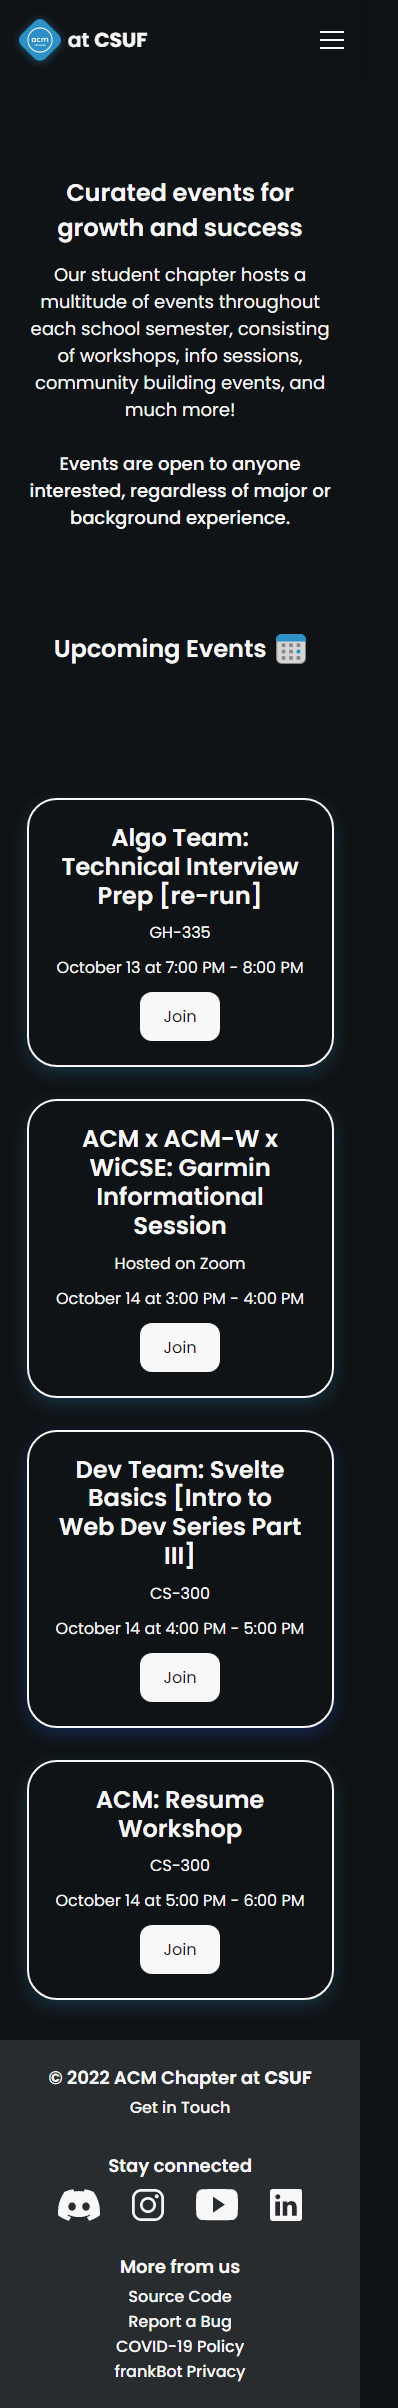 acm
chapter
at CSUF
Curated events for
growth and success
Our student chapter hosts a
multitude of events throughout
each school semester, consisting
of workshops, info sessions,
community building events, and
much more!
Events are open to anyone
interested, regardless of major or
background experience.
Upcoming Events
Algo Team:
Technical Interview
Prep [re-run]
GH-335
October 13 at 7:00 PM - 8:00 PM
Join
ACM x ACM-W x
WiCSE: Garmin
Informational
Session
Hosted on Zoom
October 14 at 3:00 PM - 4:00 PM
Join
Dev Team: Svelte
Basics [Intro to
Web Dev Series Part
III]
CS-300
October 14 at 4:00 PM - 5:00 PM
Join
ACM: Resume
Workshop
CS-300
October 14 at 5:00 PM - 6:00 PM
Join
© 2022 ACM Chapter at CSUF
Get in Touch
Stay connected
in
More from us
Source Code
Report a Bug
COVID-19 Policy
frankBot Privacy